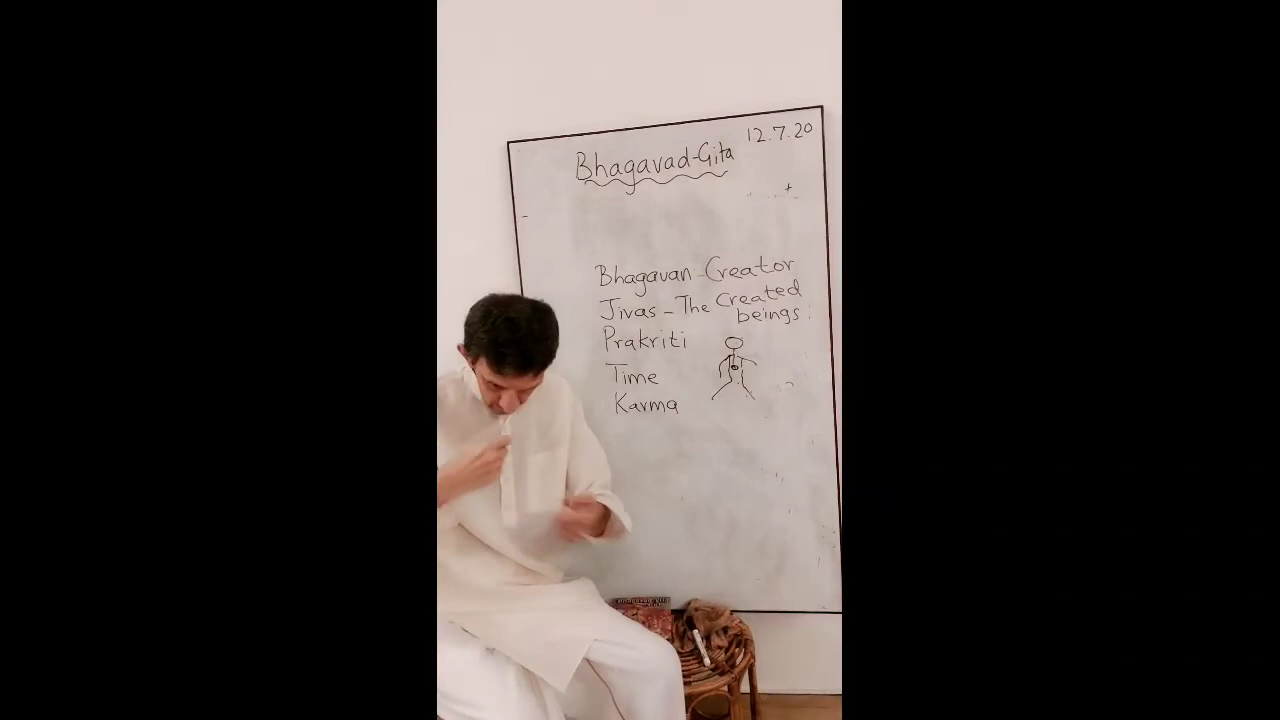 12.7.20
Bhagavad-Gita
Bhagavan - Creator
Jivas - The Created
beings
Prakriti
Time
Karma